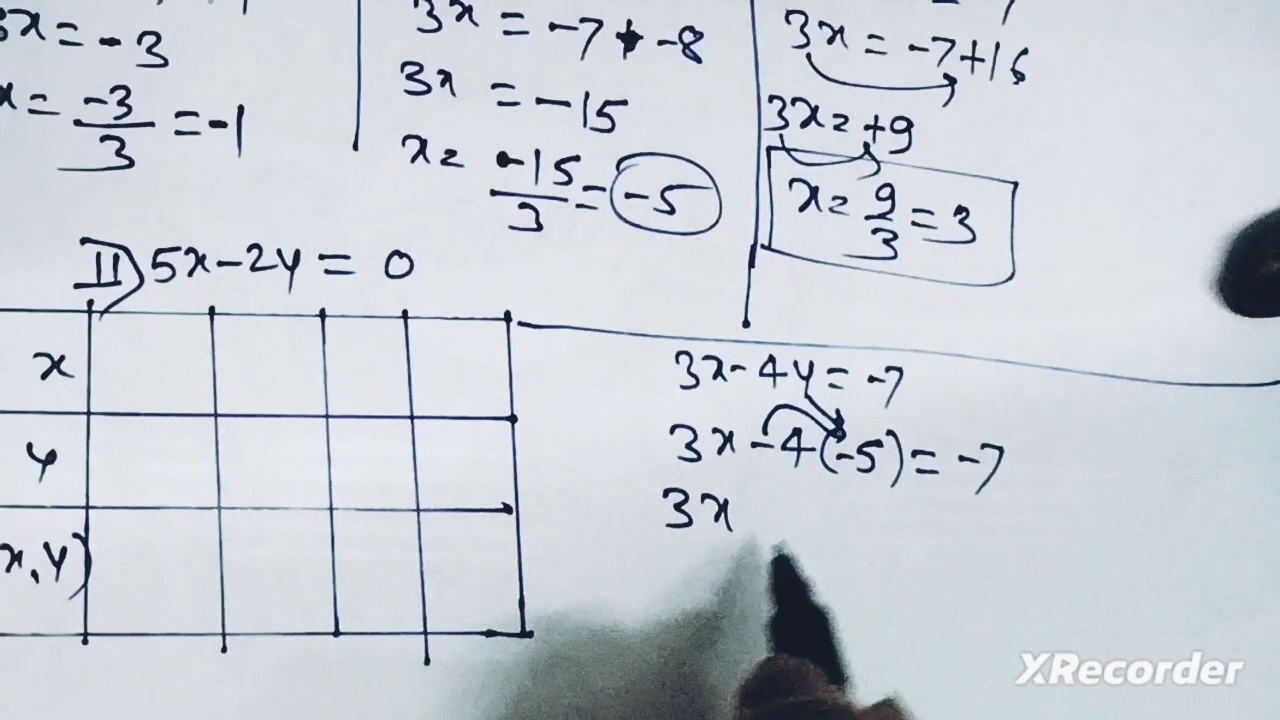 3x = -3
x = -3/3 = -1
3x = -7 + -8
3x = -15
x = -15/3 = -5
3x = -7+16
3x = +9
x = 9/3 = 3
II) 5x-2y = 0
x
y
x,y)
3x-4y = -7
3x-4(-5) = -7
3x
XRecorder